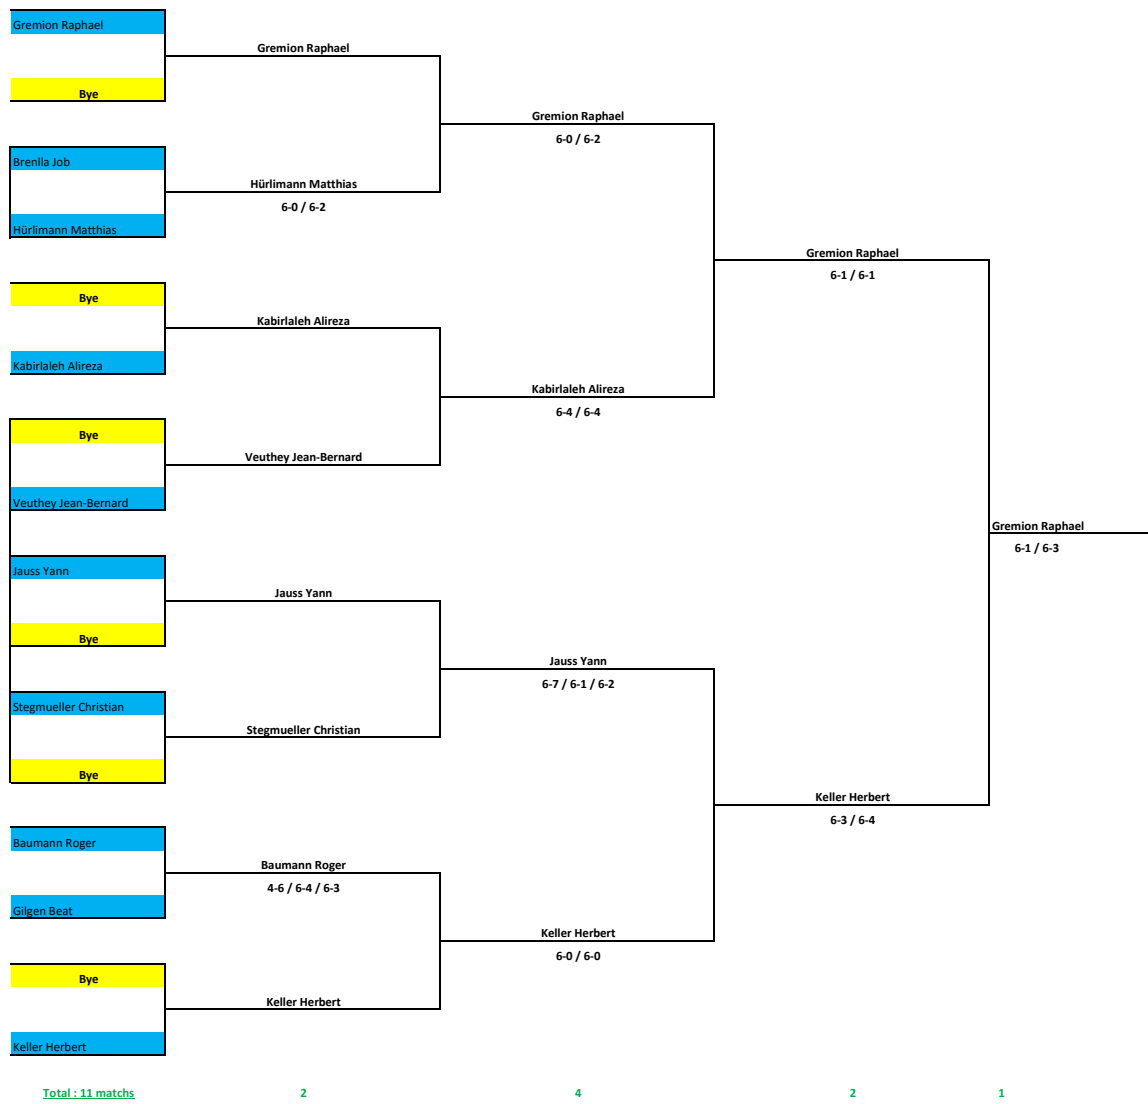 Gremion Raphael
Gremion Raphael
Bye
Gremion Raphael
6-0 / 6-2
Brenlla Job
Hürlimann Matthias
6-0 / 6-2
Hürlimann Matthias
Gremion Raphael
6-1 / 6-1
Bye
Kabirlaleh Alireza
Kabirlaleh Alireza
Kabirlaleh Alireza
6-4 / 6-4
Bye
Veuthey Jean-Bernard
Veuthey Jean-Bernard
Gremion Raphael
6-1 / 6-3
Jauss Yann
Jauss Yann
Bye
Jauss Yann
6-7 / 6-1 / 6-2
Stegmueller Christian
Stegmueller Christian
Bye
Keller Herbert
6-3 / 6-4
Baumann Roger
Baumann Roger
4-6 / 6-4 / 6-3
Gilgen Beat
Keller Herbert
6-0 / 6-0
Bye
Keller Herbert
Keller Herbert
Total : 11 matchs 2 4 2 1